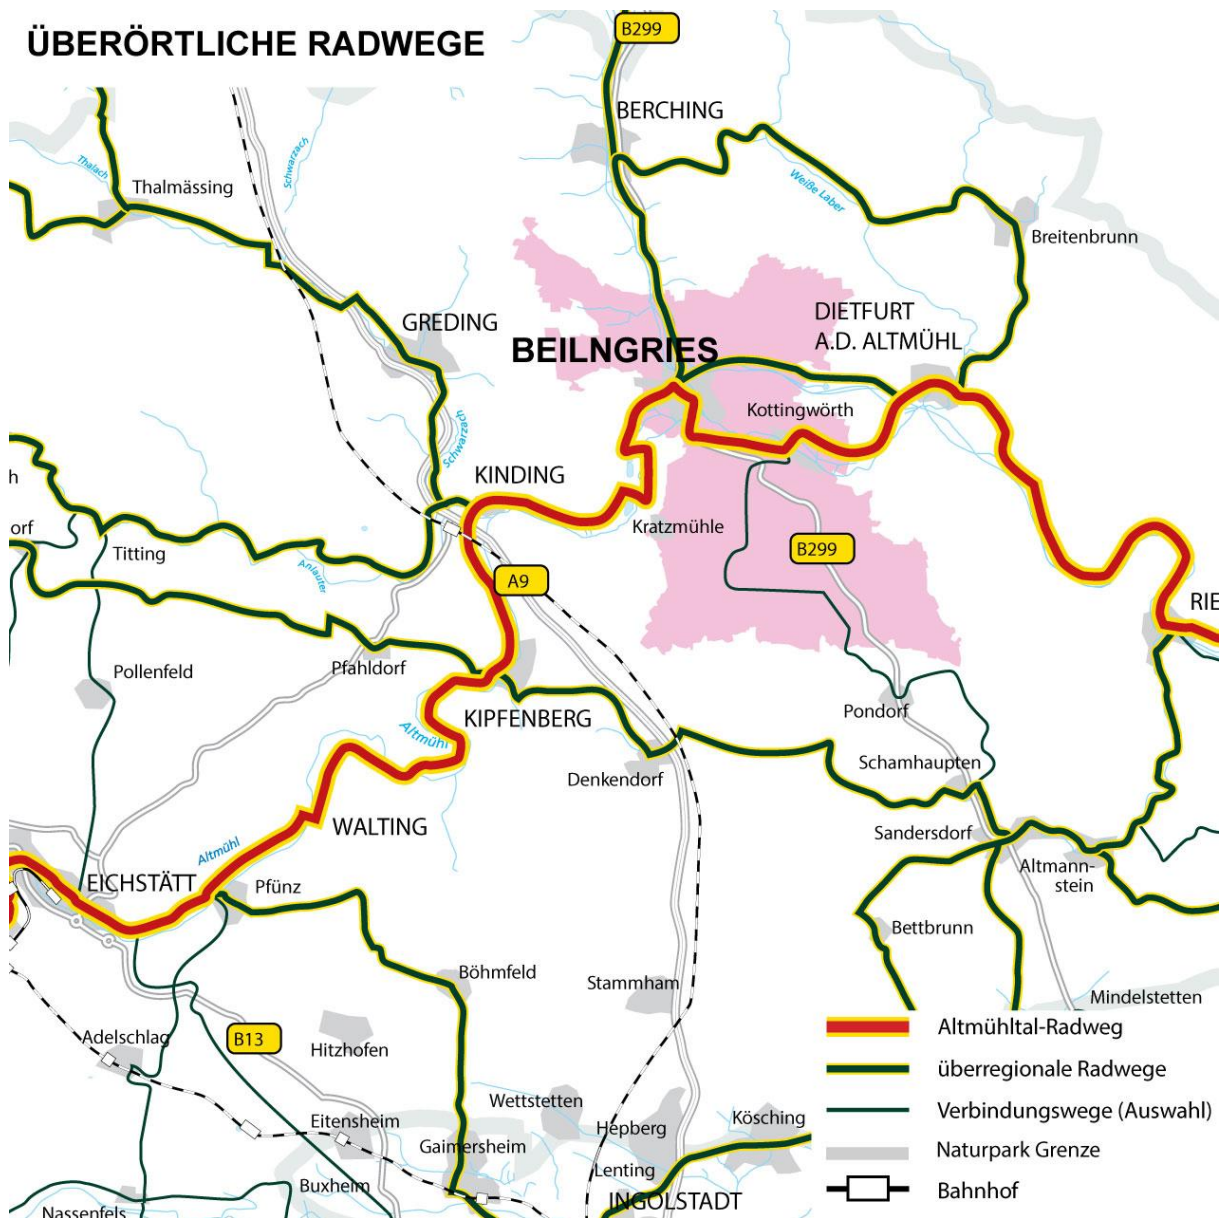 ÜBERÖRTLICHE RADWEGE
B299
BERCHING
Thalach
Schwarzach
Thalmässing
Weiße Laber
Breitenbrunn
GREDING
DIETFURT
A.D. ALTMÜHL
BEILNGRIES
Kottingwörth
Schwarzach
KINDING
h
orf
Titting
Anlauter
Kratzmühle
B299
A9
RIE
Pollenfeld
Pfahldorf
KIPFENBERG
Altmühl
Pondorf
Denkendorf
Schamhaupten
WALTING
Sandersdorf
Altmühl
Altmann-
stein
EICHSTÄTT
Pfünz
Bettbrunn
Böhmfeld
Stammham
Mindelstetten
Adelschlag
B13
Hitzhofen
Altmühltal-Radweg
überregionale Radwege
Wettstetten
Verbindungswege (Auswahl)
Eitensheim
Hepberg
Kösching
Gaimersheim
Naturpark Grenze
Lenting
Buxheim
Bahnhof
INGOLSTADT
Nassenfels